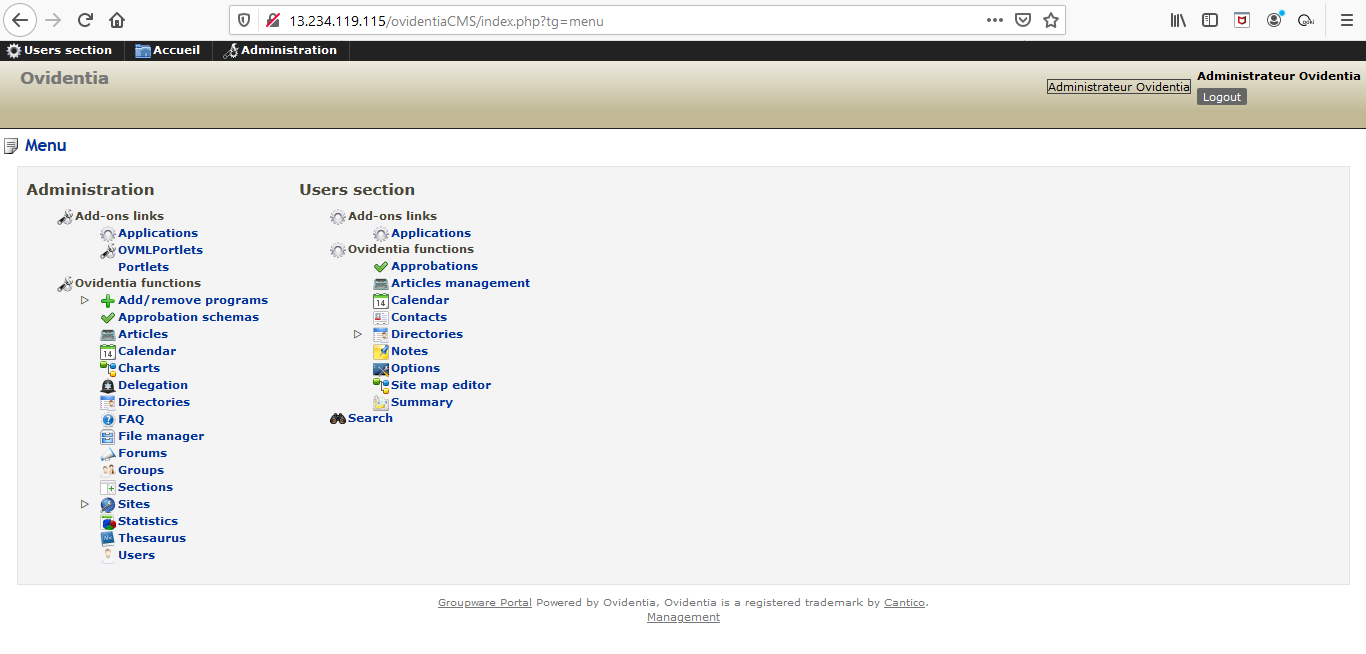 13.234.119.115/ovidentiaCMS/index.php?tg=menu
Users section Accueil Administration
Ovidentia
Administrateur Ovidentia
Administrateur Ovidentia
Logout
Menu
Administration
Add-ons links
Applications
OVMLPortlets
Portlets
Ovidentia functions
Add/remove programs
Approbation schemas
Articles
14 Calendar
Charts
Delegation
Directories
FAQ
File manager
Forums
Groups
Sections
Sites
Statistics
Thesaurus
Users
Users section
Add-ons links
Applications
Ovidentia functions
Approbations
Articles management
14 Calendar
Contacts
Directories
Notes
Options
Site map editor
Summary
Search
Groupware Portal Powered by Ovidentia, Ovidentia is a registered trademark by Cantico.
Management